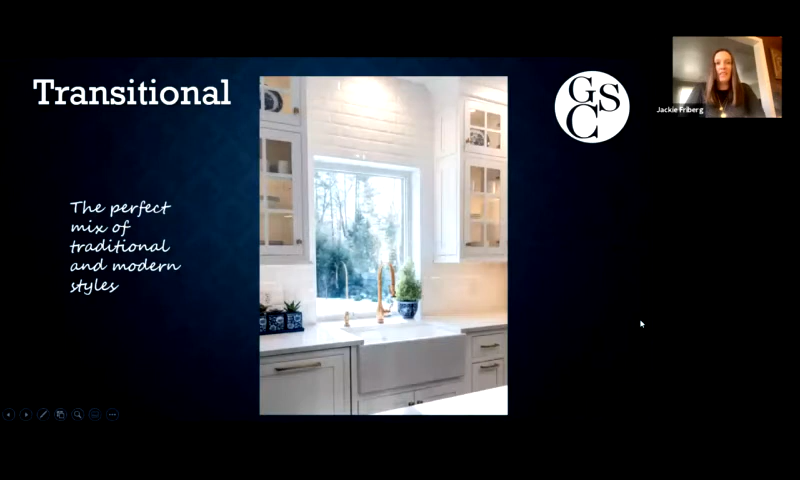 Transitional
GSC
Jackie Friberg
The perfect
mix of
traditional
and modern
styles